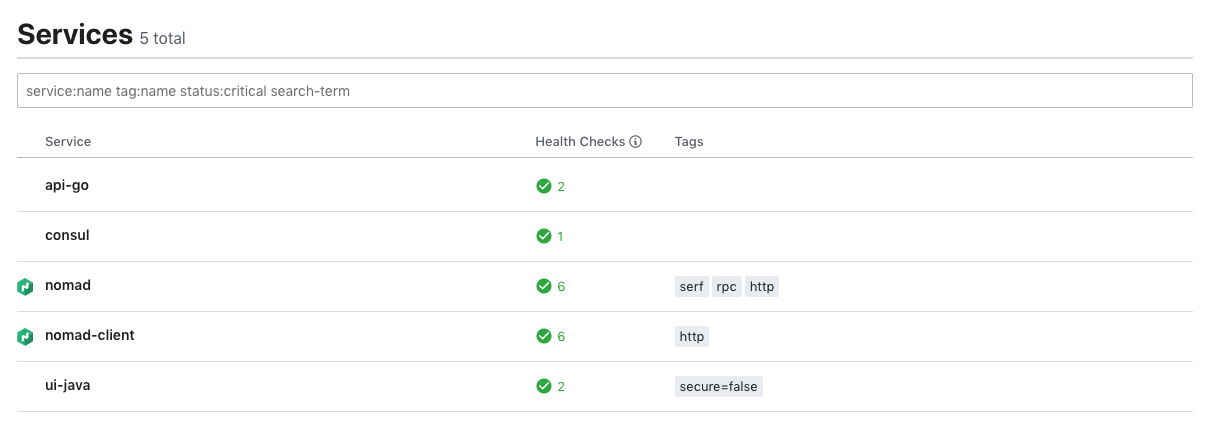 Services 5 total
service:name tag:name status:critical search-term
Service Health Checks Tags
api-go 2
consul 1
nomad 6 serf rpc http
nomad-client 6 http
ui-java 2 secure=false